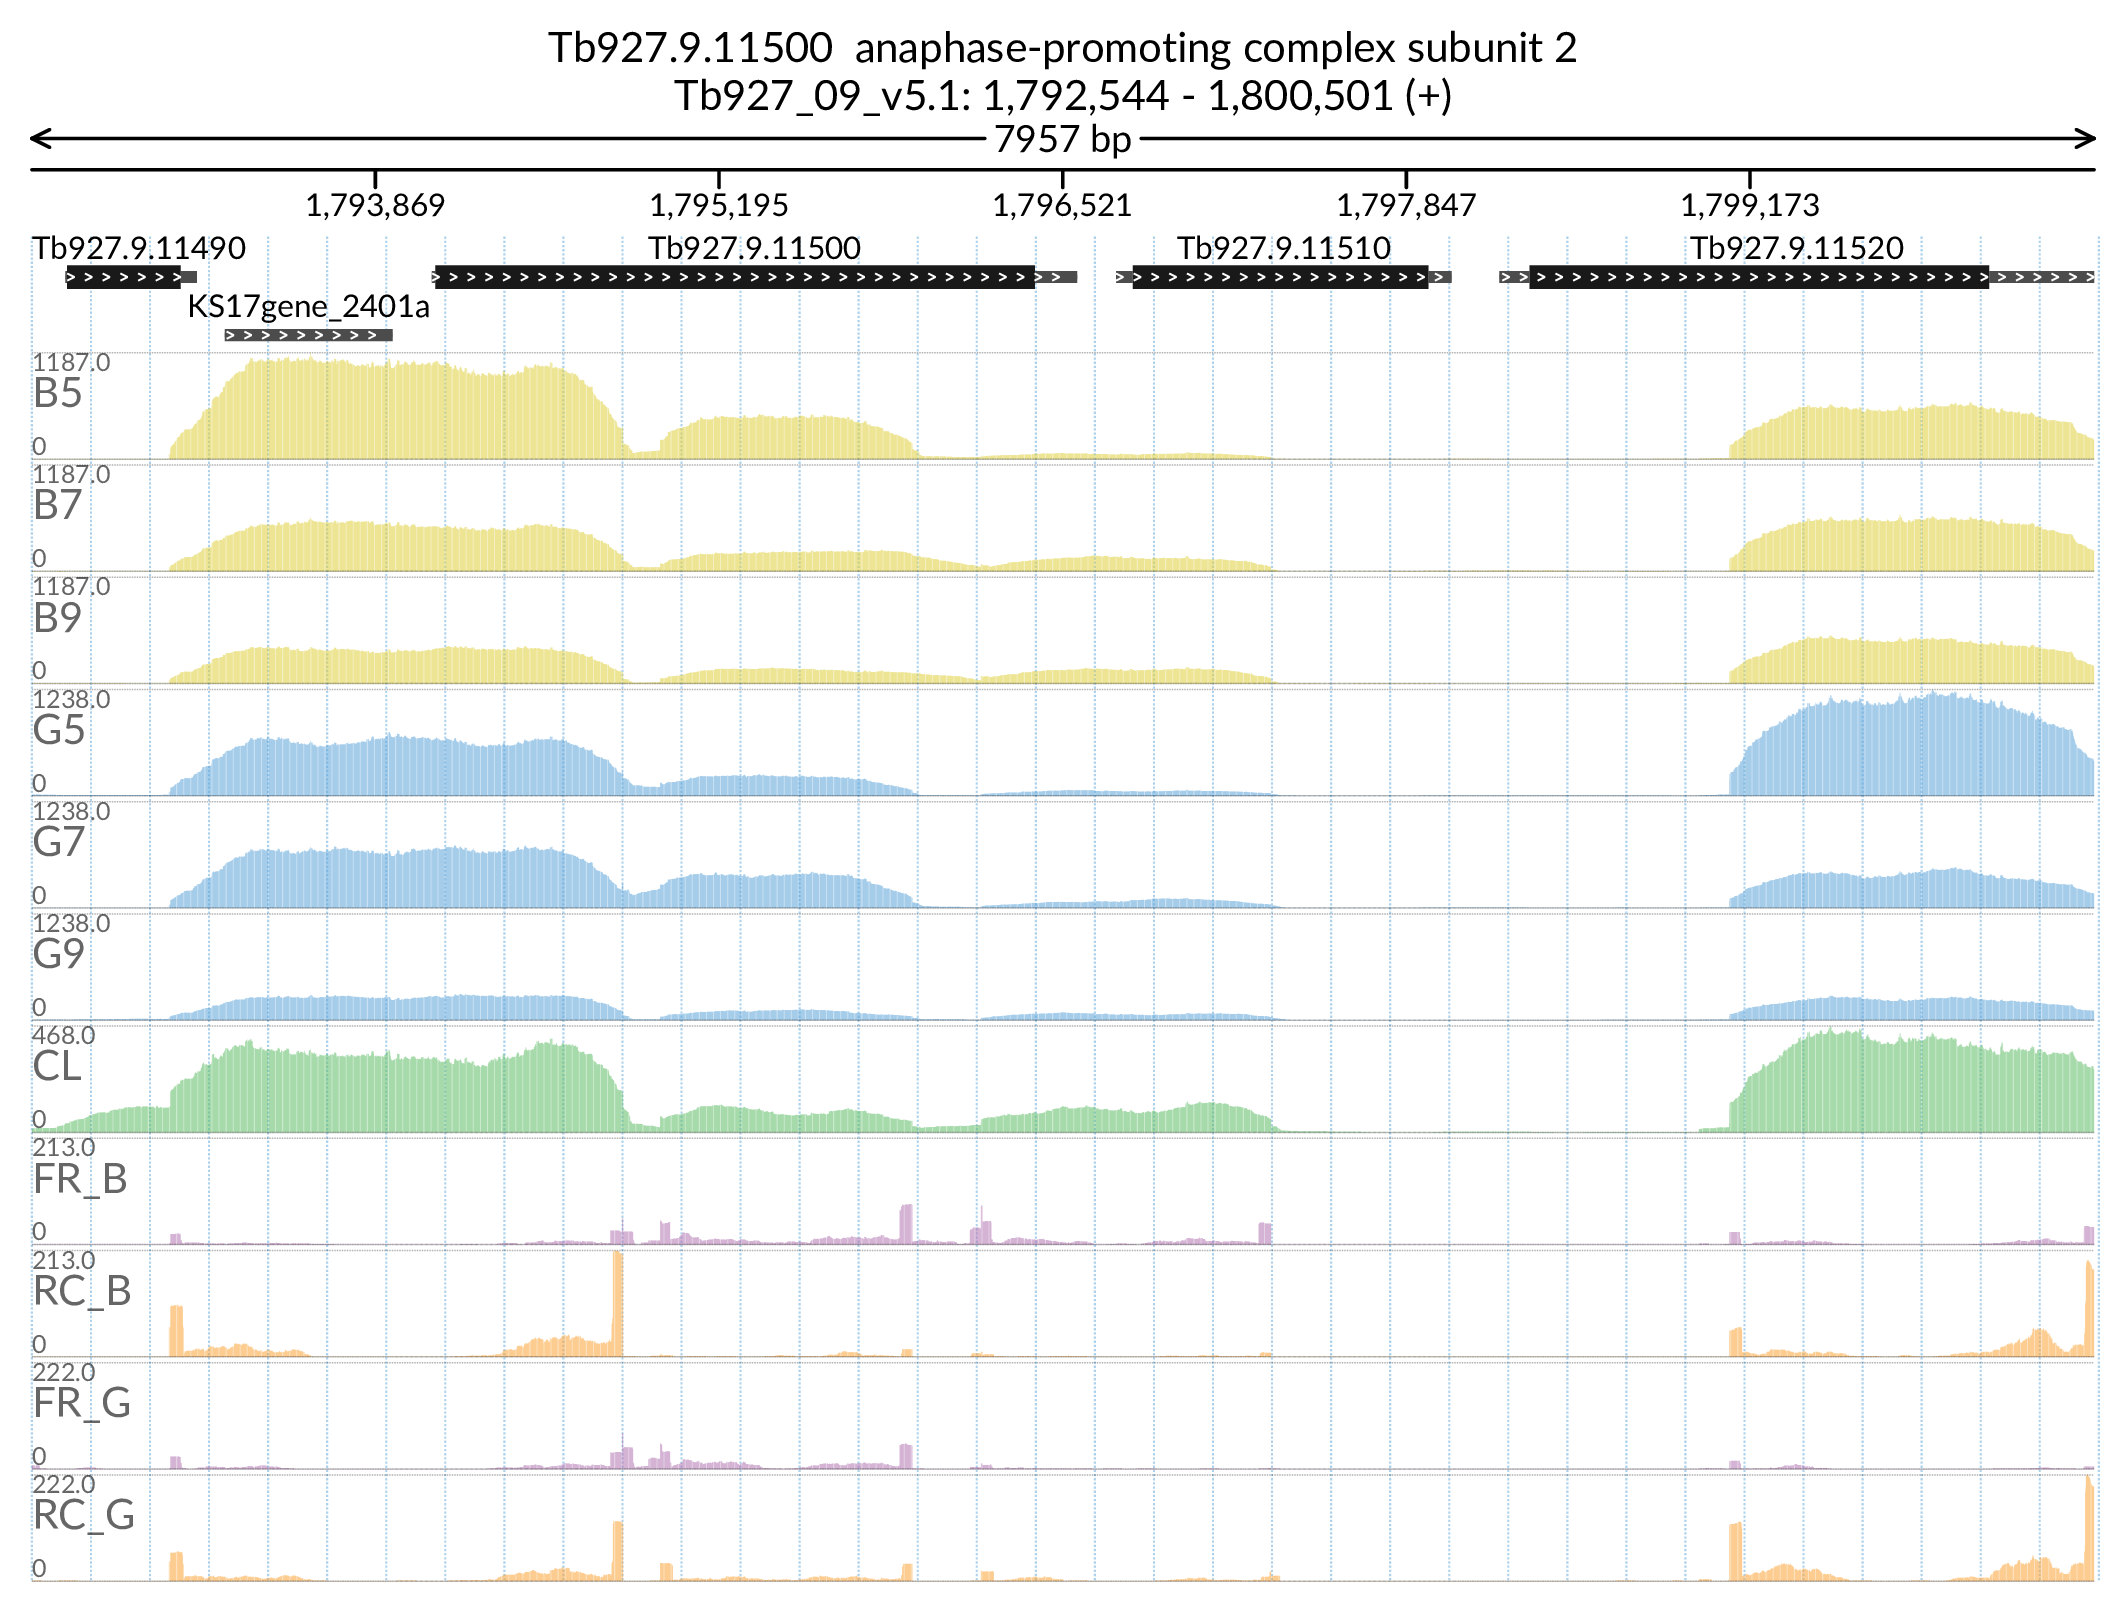 Tb927.9.11500  anaphase-promoting complex subunit 2
Tb927_09_v5.1: 1,792,544 - 1,800,501 (+)
7957 bp
1,793,869 1,795,195 1,796,521 1,797,847 1,799,173
Tb927.9.11490 Tb927.9.11500 Tb927.9.11510 Tb927.9.11520
KS17gene_2401a
1187.0
B5
0
1187.0
B7
0
1187.0
B9
0
1238.0
G5
0
1238.0
G7
0
1238.0
G9
0
468.0
CL
0
213.0
FR_B
0
213.0
RC_B
0
222.0
FR_G
0
222.0
RC_G
0